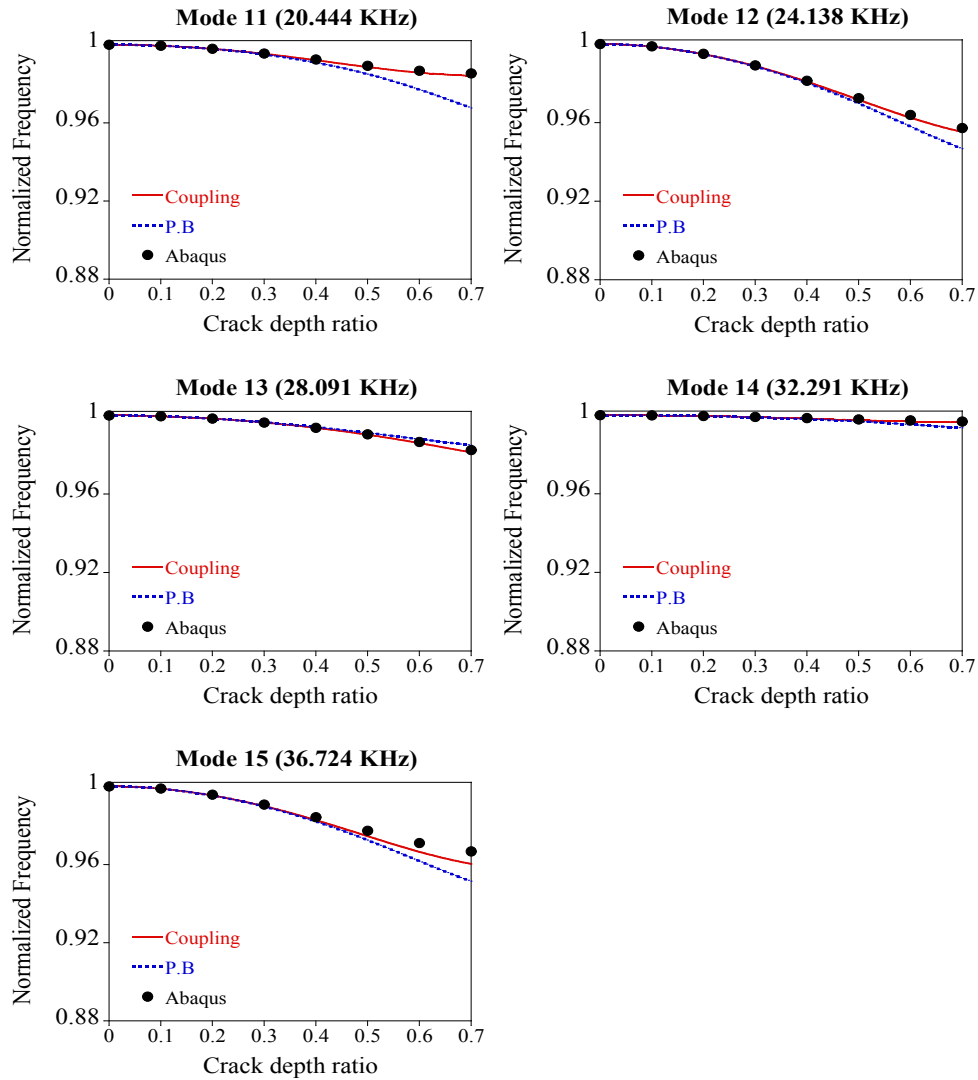 Mode 11 (20.444 KHz)
Normalized Frequency
1
0.96
0.92
0.88
Coupling
P.B
Abaqus
0 0.1 0.2 0.3 0.4 0.5 0.6 0.7
Crack depth ratio
Mode 12 (24.138 KHz)
Normalized Frequency
1
0.96
0.92
0.88
Coupling
P.B
Abaqus
0 0.1 0.2 0.3 0.4 0.5 0.6 0.7
Crack depth ratio
Mode 13 (28.091 KHz)
Normalized Frequency
1
0.96
0.92
0.88
Coupling
P.B
Abaqus
0 0.1 0.2 0.3 0.4 0.5 0.6 0.7
Crack depth ratio
Mode 14 (32.291 KHz)
Normalized Frequency
1
0.96
0.92
0.88
Coupling
P.B
Abaqus
0 0.1 0.2 0.3 0.4 0.5 0.6 0.7
Crack depth ratio
Mode 15 (36.724 KHz)
Normalized Frequency
1
0.96
0.92
0.88
Coupling
P.B
Abaqus
0 0.1 0.2 0.3 0.4 0.5 0.6 0.7
Crack depth ratio